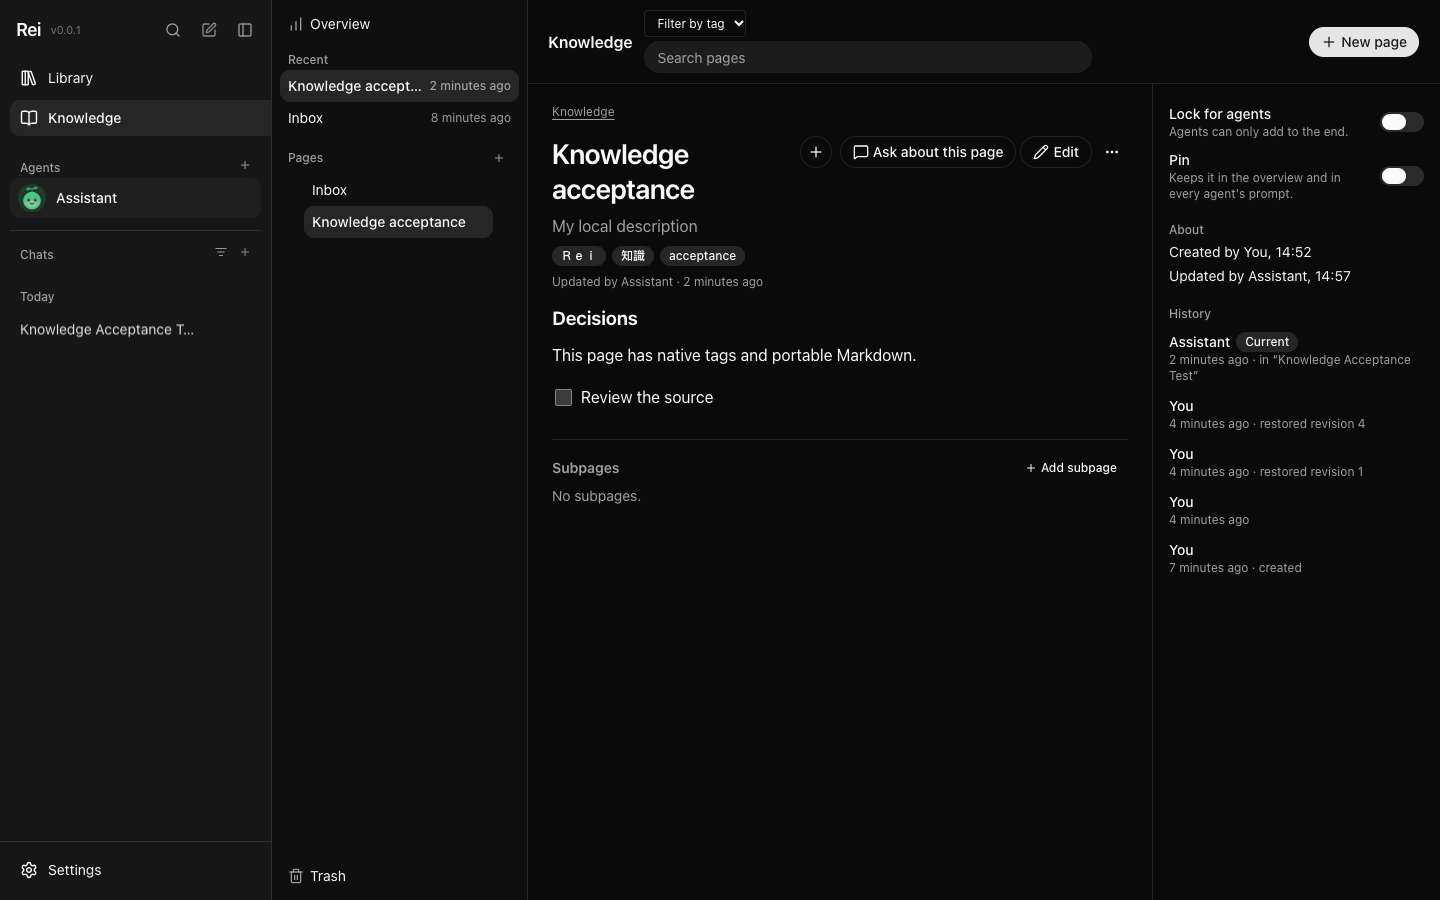 Rei v0.0.1
Library
Knowledge
Agents
Assistant
Chats
Today
Knowledge Acceptance T...
Settings
Overview
Recent
Knowledge accept... 2 minutes ago
Inbox 8 minutes ago
Pages
Inbox
Knowledge acceptance
Trash
Knowledge
Filter by tag
Search pages
New page
Knowledge
Knowledge
acceptance
Ask about this page
Edit
My local description
Ｒｅｉ 知識 acceptance
Updated by Assistant · 2 minutes ago
Decisions
This page has native tags and portable Markdown.
Review the source
Subpages
Add subpage
No subpages.
Lock for agents
Agents can only add to the end.
Pin
Keeps it in the overview and in
every agent's prompt.
About
Created by You, 14:52
Updated by Assistant, 14:57
History
Assistant Current
2 minutes ago · in “Knowledge Acceptance
Test”
You
4 minutes ago · restored revision 4
You
4 minutes ago · restored revision 1
You
4 minutes ago
You
7 minutes ago · created